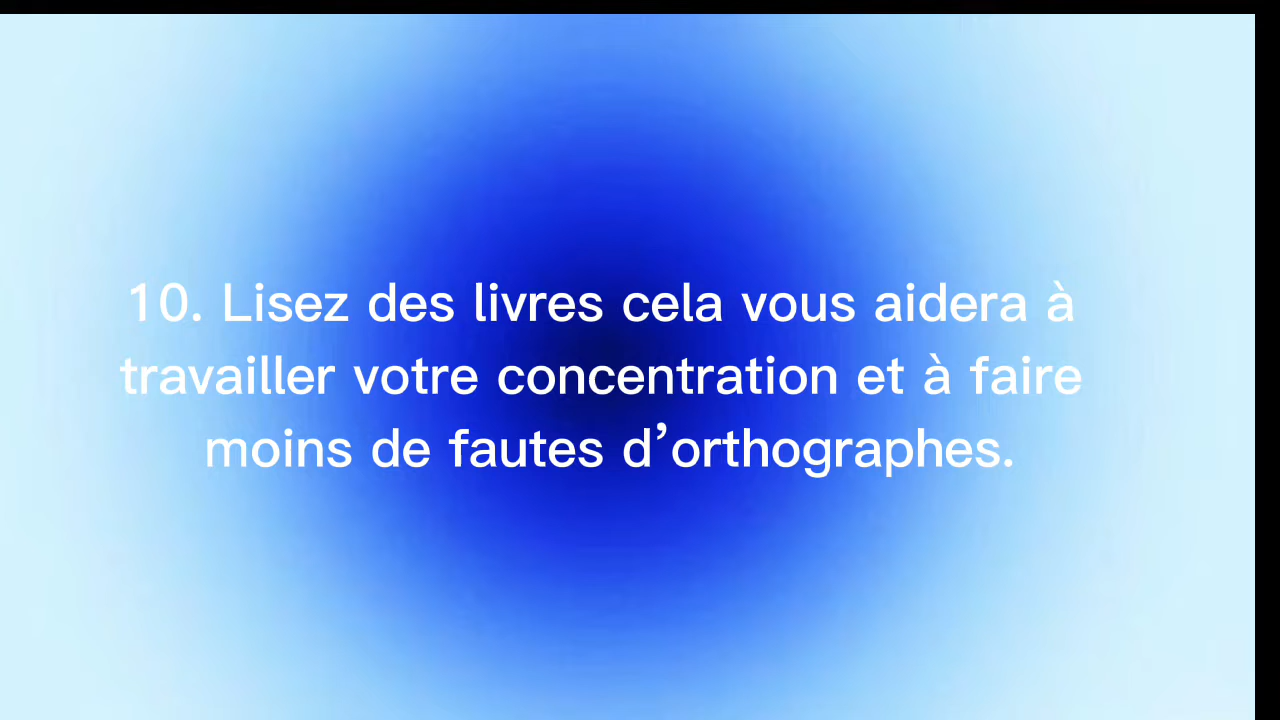 10. Lisez des livres cela vous aidera à
travailler votre concentration et à faire
moins de fautes d’orthographes.